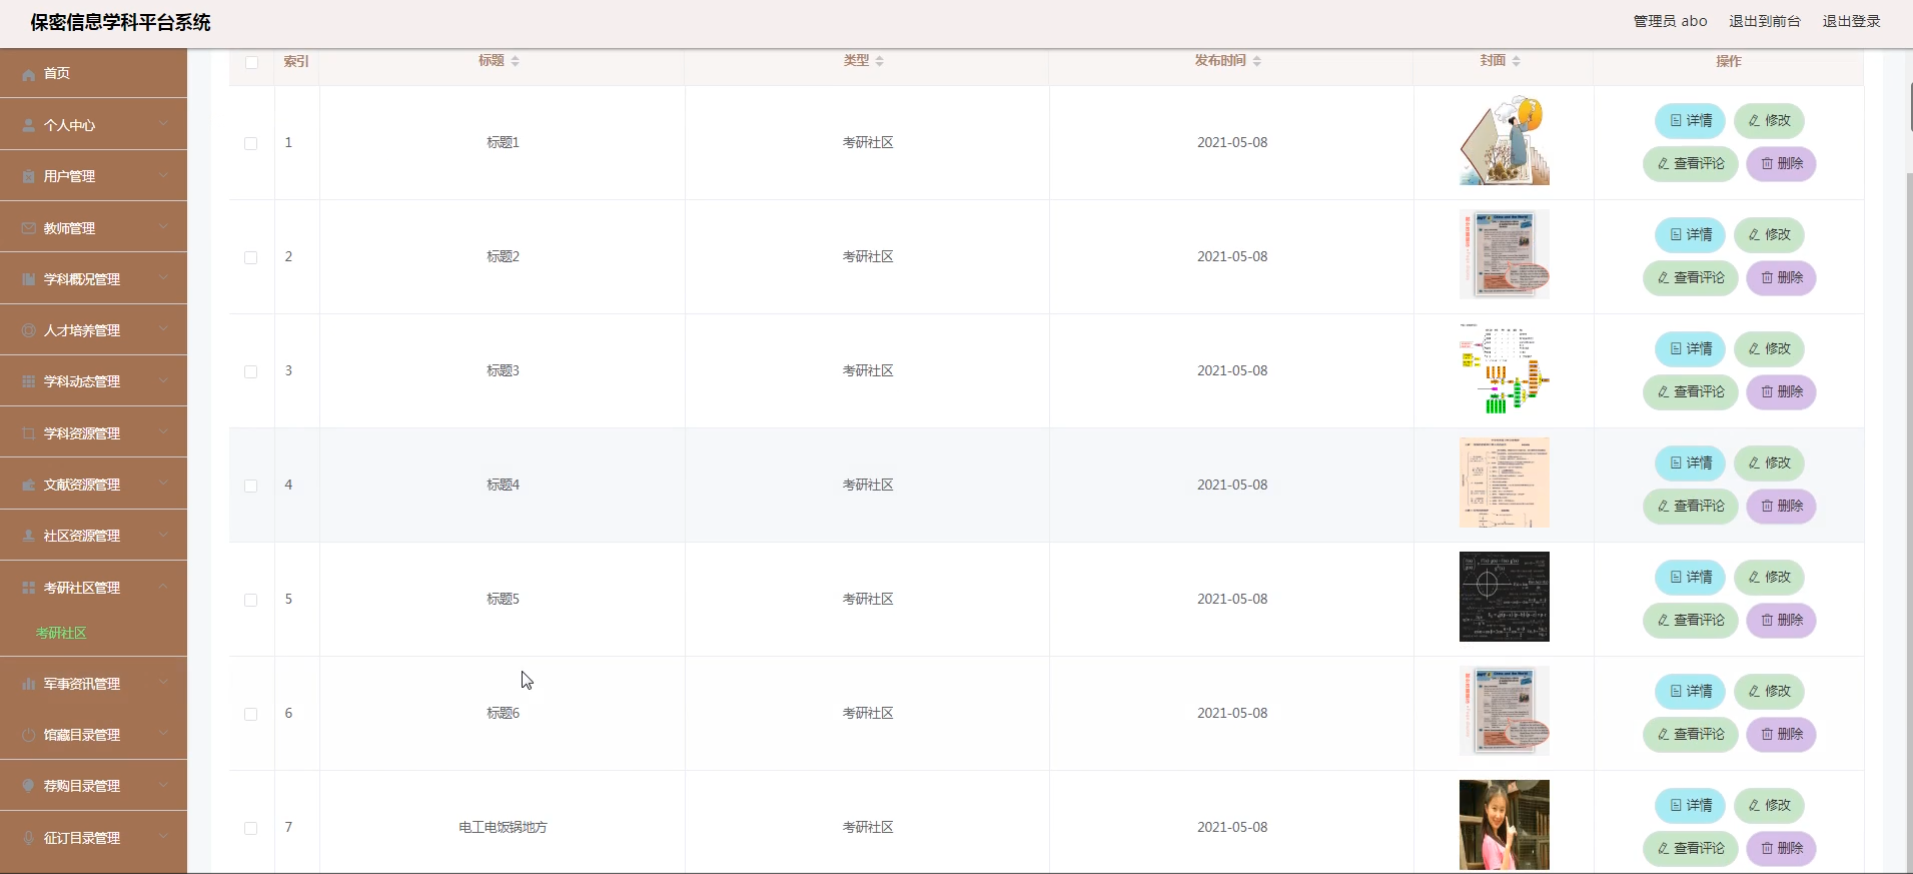 保密信息学科平台系统
管理员 abo 退出到前台 退出登录
首页
个人中心
用户管理
教师管理
学科概况管理
人才培养管理
学科动态管理
学科资源管理
文献资源管理
社区资源管理
考研社区管理
考研社区
军事资讯管理
馆藏目录管理
荐购目录管理
征订目录管理
索引 标题 类型 发布时间 封面 操作
1 标题1 考研社区 2021-05-08 详情 修改
查看评论 删除
2 标题2 考研社区 2021-05-08 详情 修改
查看评论 删除
3 标题3 考研社区 2021-05-08 详情 修改
查看评论 删除
4 标题4 考研社区 2021-05-08 详情 修改
查看评论 删除
5 标题5 考研社区 2021-05-08 详情 修改
查看评论 删除
6 标题6 考研社区 2021-05-08 详情 修改
查看评论 删除
7 电工电饭锅地方 考研社区 2021-05-08 详情 修改
查看评论 删除